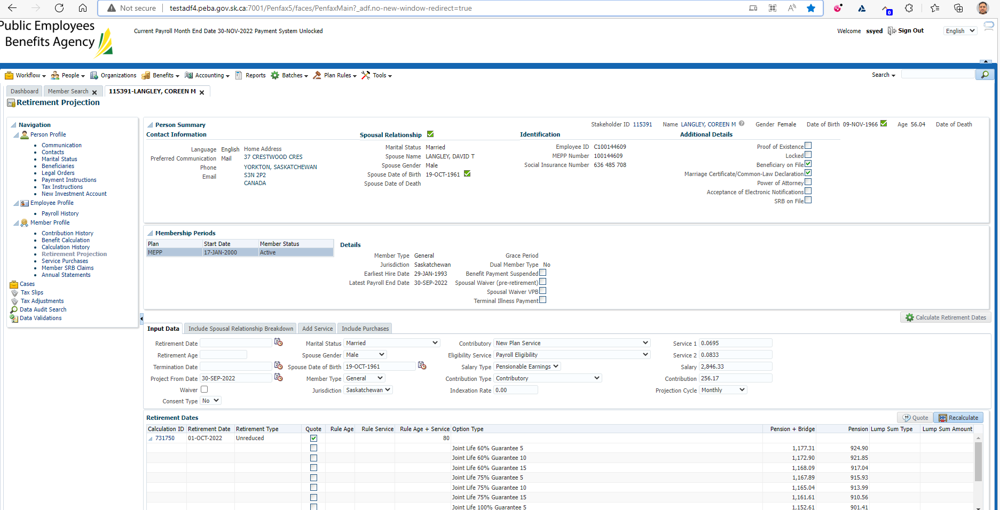 Not secure testadf4.peba.gov.sk.ca:7001/Penfax5/faces/PenfaxMain?_adf.no-new-window-redirect=true
0
Public Employees
Benefits Agency
Current Payroll Month End Date 30-NOV-2022 Payment System Unlocked
Welcome ssyed Sign Out English
Workflow People Organizations Benefits Accounting Reports Batches Plan Rules Tools Search
Dashboard Member Search 115391-LANGLEY, COREEN M
Retirement Projection
Navigation
Person Profile
Communication
Contacts
Marital Status
Beneficiaries
Legal Orders
Payment Instructions
Tax Instructions
New Investment Account
Employee Profile
Payroll History
Member Profile
Contribution History
Benefit Calculation
Calculation History
Retirement Projection
Service Purchases
Member SRB Claims
Annual Statements
Cases
Tax Slips
Tax Adjustments
Data Audit Search
Data Validations
Person Summary Stakeholder ID 115391 Name LANGLEY, COREEN M Gender Female Date of Birth 09-NOV-1966 Age 56.04 Date of Death
Contact Information
Language English
Preferred Communication Mail
Phone
Email
Home Address
37 CRESTWOOD CRES
YORKTON, SASKATCHEWAN
S3N 2P2
CANADA
Spousal Relationship
Marital Status Married
Spouse Name LANGLEY, DAVID T
Spouse Gender Male
Spouse Date of Birth 19-OCT-1961
Spouse Date of Death
Identification
Employee ID C100144609
MEPP Number 100144609
Social Insurance Number 636 485 708
Additional Details
Proof of Existence
Locked
Beneficiary on File
Marriage Certificate/Common-Law Declaration
Power of Attorney
Acceptance of Electronic Notifications
SRB on File
Membership Periods
Plan Start Date Member Status
MEPP 17-JAN-2000 Active
Details
Member Type General
Jurisdiction Saskatchewan
Earliest Hire Date 29-JAN-1993
Latest Payroll End Date 30-SEP-2022
Grace Period
Dual Member Type No
Benefit Payment Suspended
Spousal Waiver (pre-retirement)
Spousal Waiver VPB
Terminal Illness Payment
Calculate Retirement Dates
Input Data Include Spousal Relationship Breakdown Add Service Include Purchases
Retirement Date Marital Status Married Contributory New Plan Service Service 1 0.0695
Retirement Age Spouse Gender Male Eligibility Service Payroll Eligibility Service 2 0.0833
Termination Date Spouse Date of Birth 19-OCT-1961 Salary Type Pensionable Earnings Salary 2,846.33
Project From Date 30-SEP-2022 Member Type General Contribution Type Contributory Contribution 256.17
Waiver Jurisdiction Saskatchewan Indexation Rate 0.00 Projection Cycle Monthly
Consent Type No
Retirement Dates Quote Recalculate
Calculation ID Retirement Date Retirement Type Quote Rule Age Rule Service Rule Age + Service Option Type Pension + Bridge Pension Lump Sum Type Lump Sum Amount
731750 01-OCT-2022 Unreduced 80
Joint Life 60% Guarantee 5 1,177.31 924.90
Joint Life 60% Guarantee 10 1,172.90 921.85
Joint Life 60% Guarantee 15 1,168.09 917.04
Joint Life 75% Guarantee 5 1,167.89 915.93
Joint Life 75% Guarantee 10 1,165.04 913.99
Joint Life 75% Guarantee 15 1,161.61 910.56
Joint Life 100% Guarantee 5 1,152.61 901.41